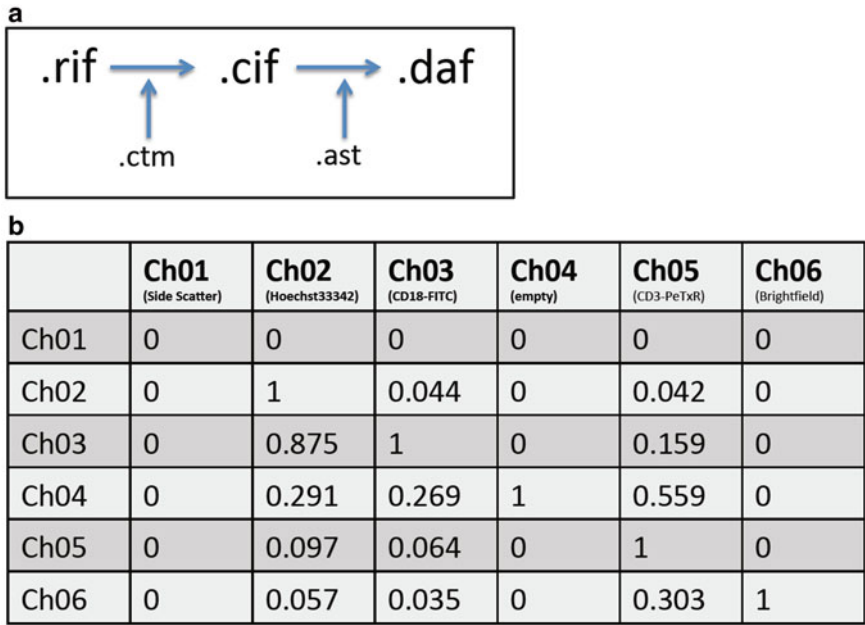 a
.rif .cif .daf
.ctm .ast
b
Ch01 Ch02 Ch03 Ch04 Ch05 Ch06
(Side Scatter) (Hoechst33342) (CD18-FITC) (empty) (CD3-PeTxR) (Brightfield)
Ch01 0 0 0 0 0 0
Ch02 0 1 0.044 0 0.042 0
Ch03 0 0.875 1 0 0.159 0
Ch04 0 0.291 0.269 1 0.559 0
Ch05 0 0.097 0.064 0 1 0
Ch06 0 0.057 0.035 0 0.303 1